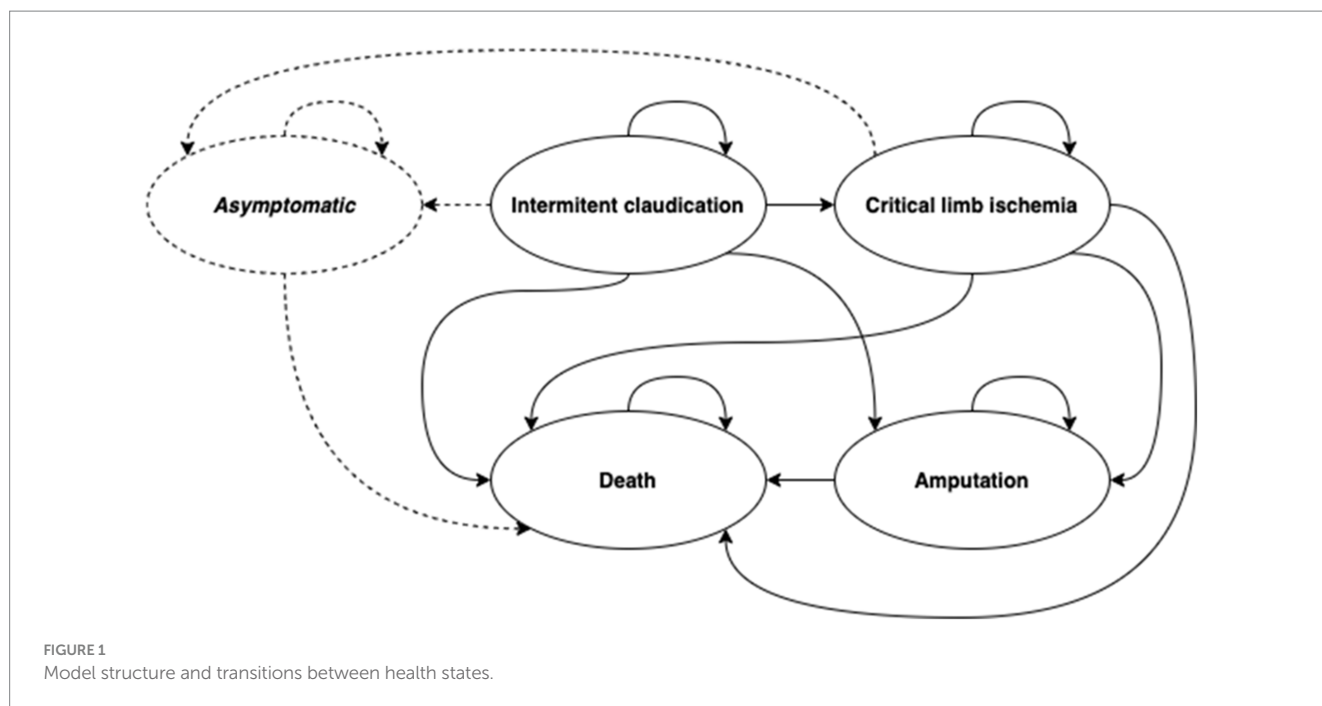 Asymptomatic
Intermitent claudication
Critical limb ischemia
Death
Amputation
FIGURE 1
Model structure and transitions between health states.